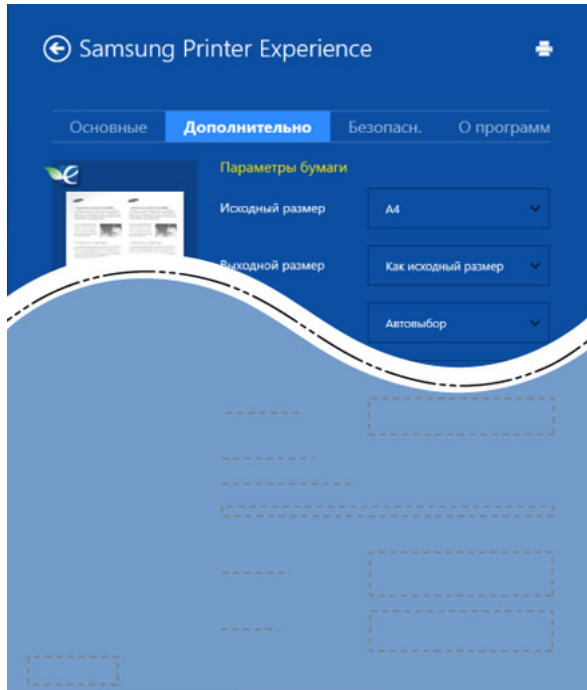 Samsung Printer Experience
Основные Дополнительно Безопасн. О программ
Параметры бумаги
Исходный размер A4
Выходной размер Как исходный размер
Автовыбор